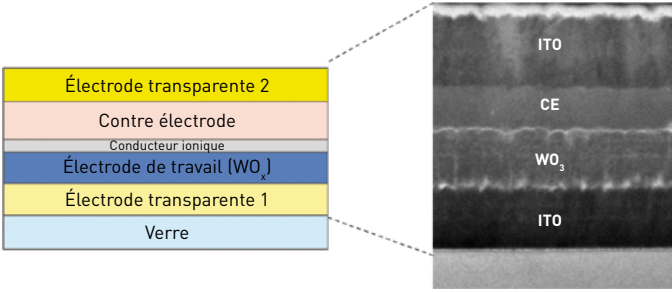 Électrode transparente 2
Contre électrode
Conducteur ionique
Électrode de travail (WOₓ)
Électrode transparente 1
Verre
ITO
CE
WO₃
ITO